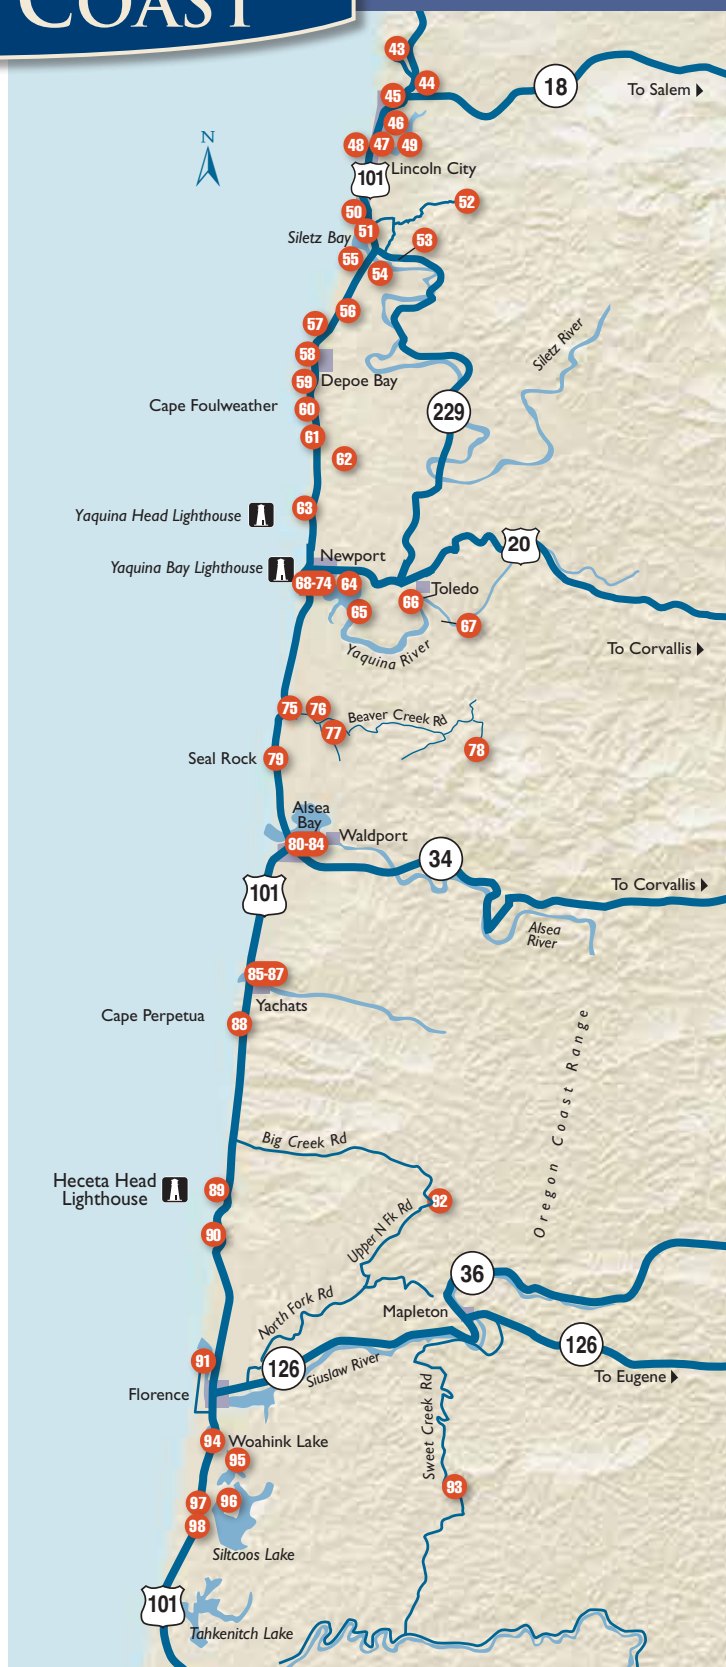 COAST
43
44
18
To Salem
45
46
N
48
47
49
Lincoln City
101
52
50
51
Siletz Bay
53
55
54
56
57
Siletz River
58
59
Depoe Bay
Cape Foulweather
60
229
61
62
63
Yaquina Head Lighthouse
20
Newport
Yaquina Bay Lighthouse
68-74
64
Toledo
66
65
67
To Corvallis
Yaquina River
75
76
Beaver Creek Rd
77
78
Seal Rock
79
Alsea
Bay
Waldport
80-84
34
To Corvallis
101
Alsea
River
85-87
Yachats
Cape Perpetua
88
Oregon Coast Range
Big Creek Rd
Heceta Head
Lighthouse
89
92
90
Upper N Fk Rd
36
North Fork Rd
Mapleton
126
91
126
Siuslaw River
To Eugene
Florence
Sweet Creek Rd
94
Woahink Lake
95
93
97
96
98
Siltcoos Lake
101
Tahkenitch Lake